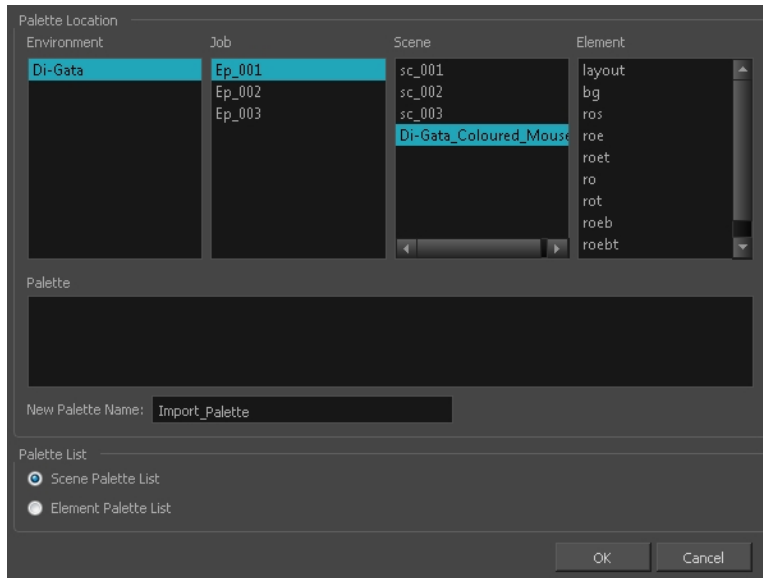 Palette Location
Environment
Job
Scene
Element
Di-Gata
Ep_001
Ep_002
Ep_003
sc_001
sc_002
sc_003
Di-Gata_Coloured_Mouse
layout
bg
ros
roe
roet
ro
rot
roeb
roebt
Palette
New Palette Name: Import_Palette
Palette List
Scene Palette List
Element Palette List
OK
Cancel